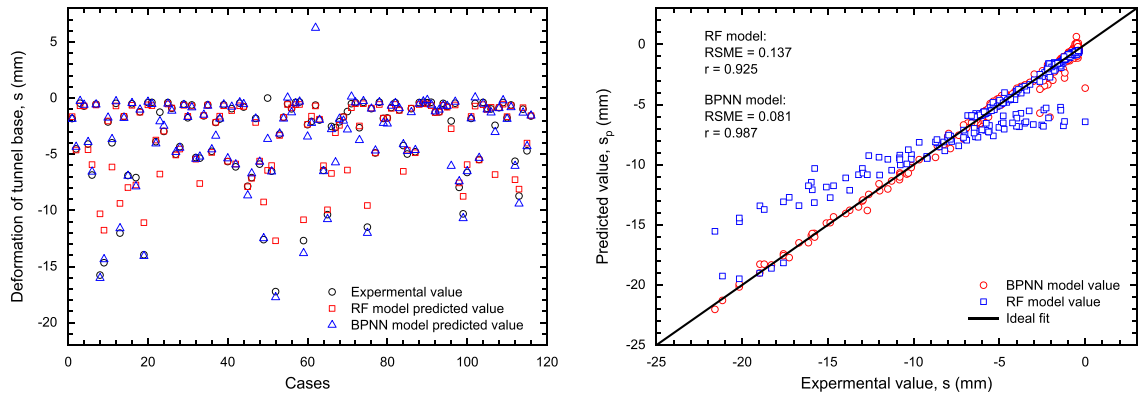 5
0
-5
-10
-15
-20
0
20
40
60
80
100
120
Deformation of tunnel base, s (mm)
Cases
Expermental value
RF model predicted value
BPNN model predicted value
RF model:
RSME = 0.137
r = 0.925
BPNN model:
RSME = 0.081
r = 0.987
0
-5
-10
-15
-20
-25
-25
-20
-15
-10
-5
0
Predicted value, sp (mm)
Expermental value, s (mm)
BPNN model value
RF model value
Ideal fit